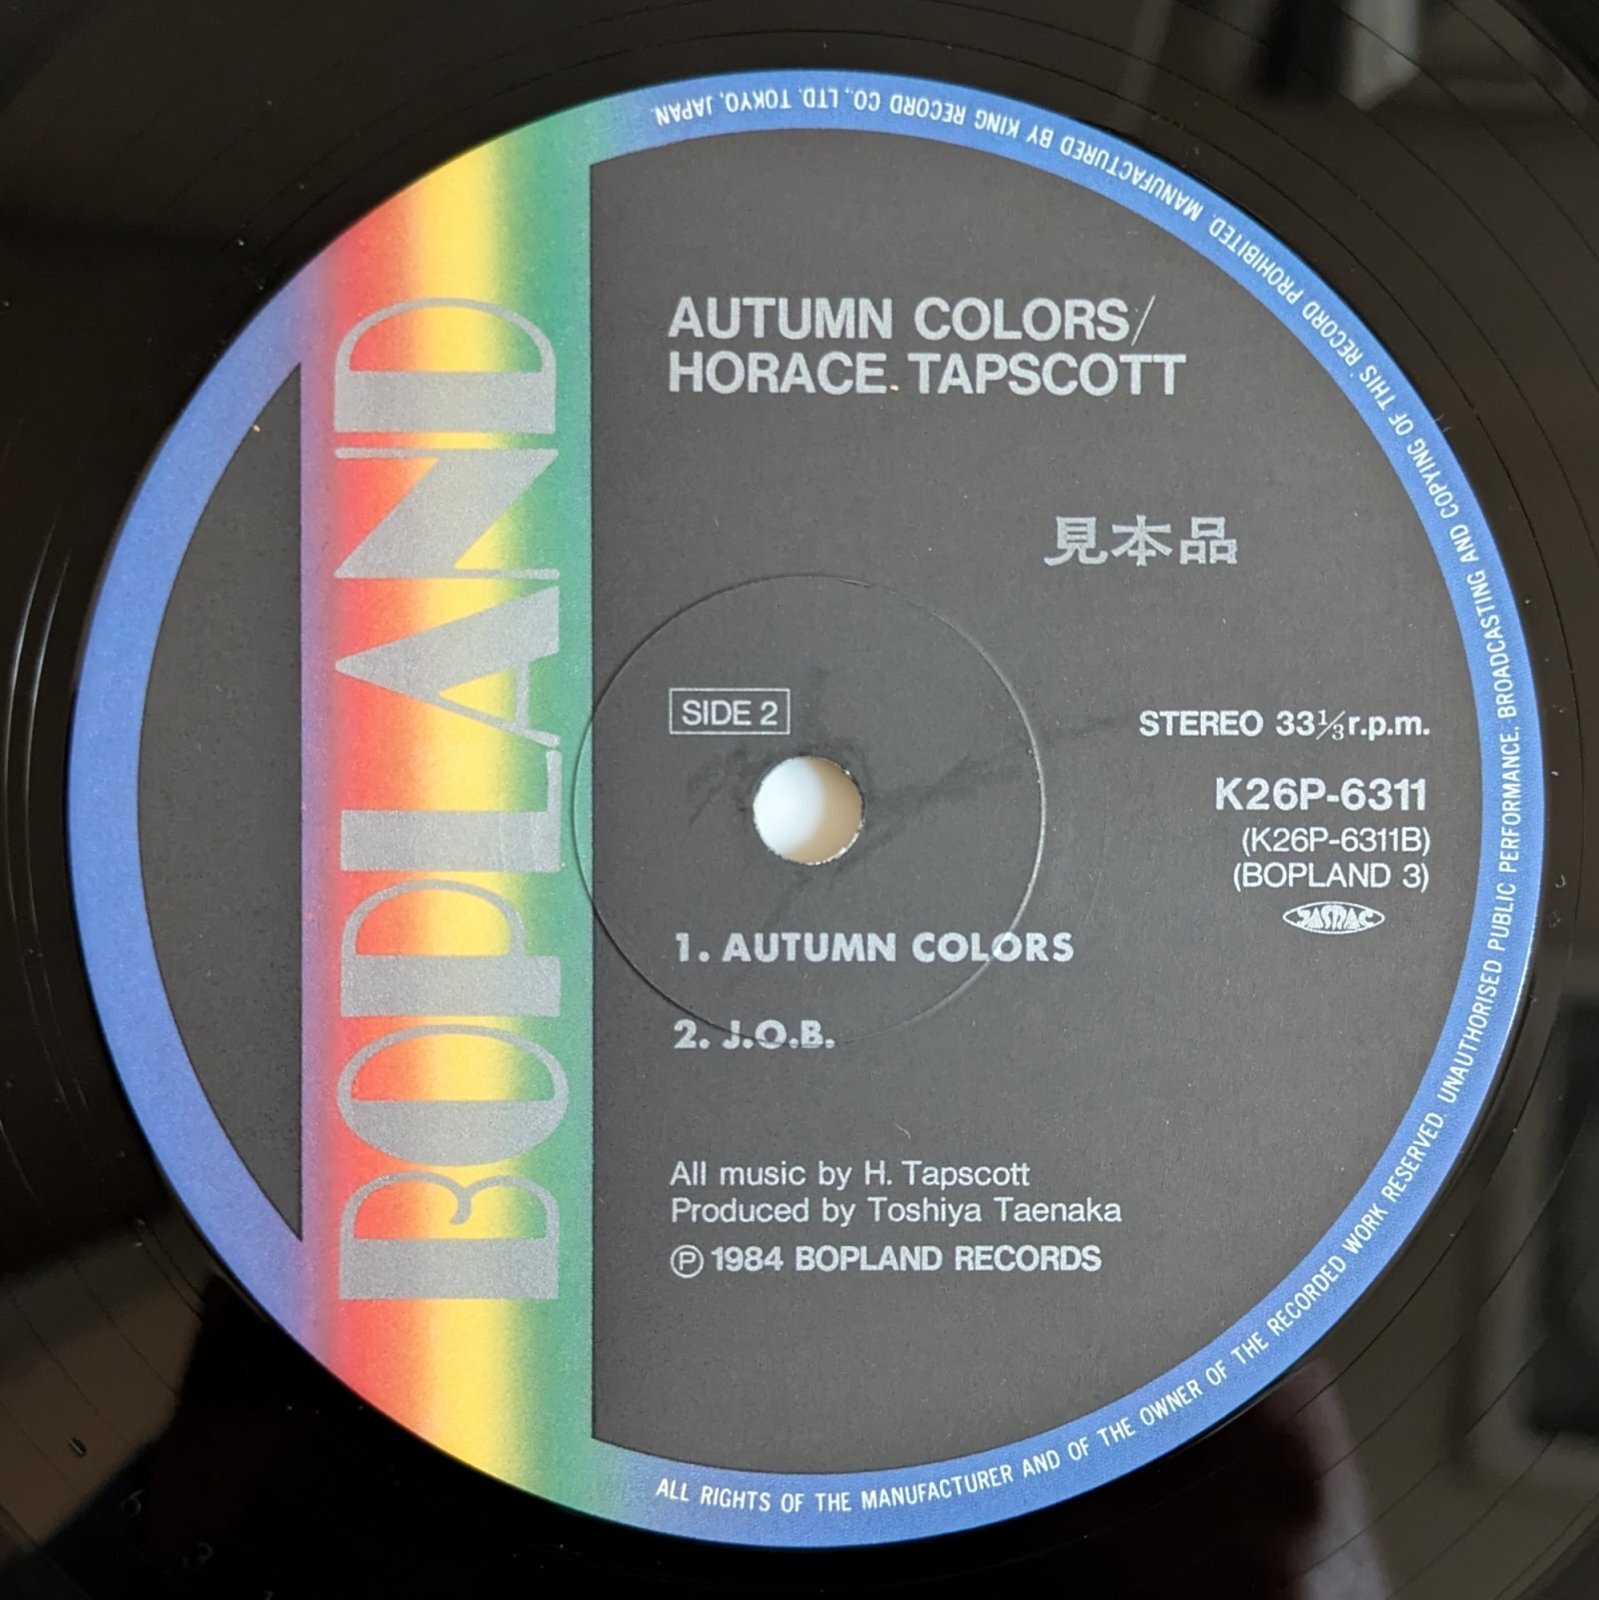 BOPLAND
AUTUMN COLORS/
HORACE TAPSCOTT
見本品
SIDE 2
STEREO 33⅓r.p.m.
K26P-6311
(K26P-6311B)
(BOPLAND 3)
JASRAC
1. AUTUMN COLORS
2. J.O.B.
All music by H. Tapscott
Produced by Toshiya Taenaka
Ⓟ 1984 BOPLAND RECORDS
ALL RIGHTS OF THE MANUFACTURER AND OF THE OWNER OF THE RECORDED WORK RESERVED. UNAUTHORISED PUBLIC PERFORMANCE, BROADCASTING AND COPYING OF THIS RECORD PROHIBITED. MANUFACTURED BY KING RECORD CO., LTD. TOKYO, JAPAN.